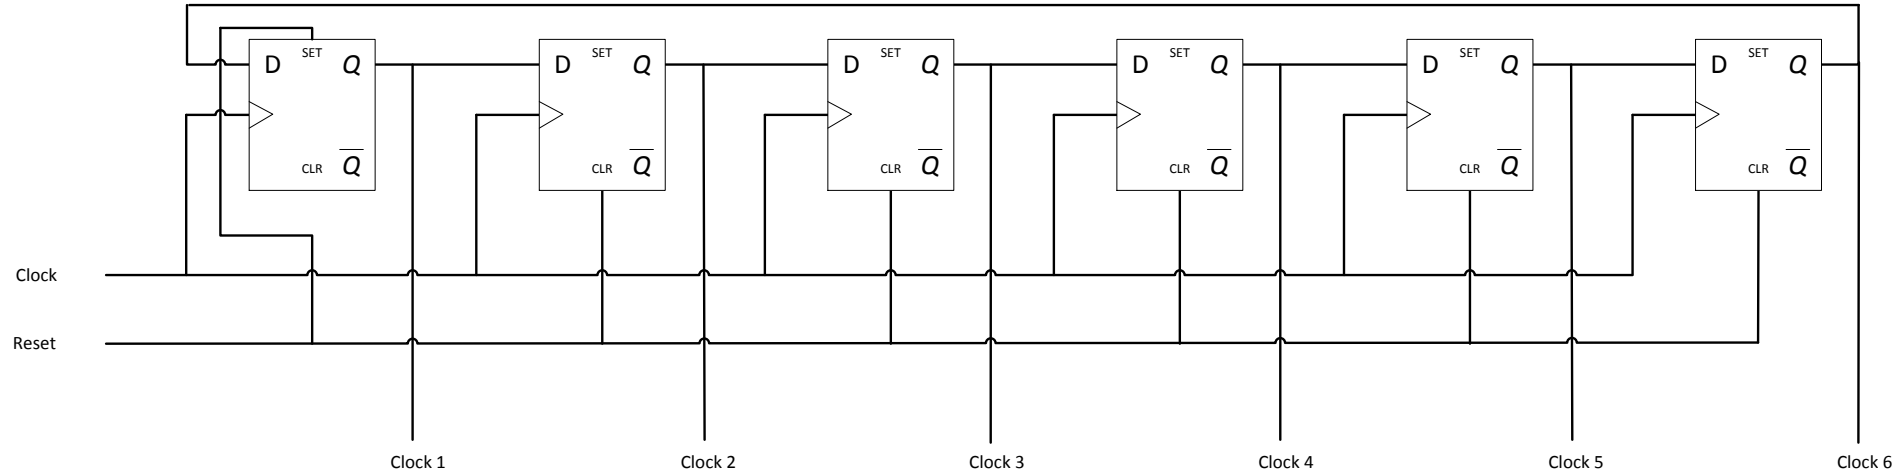 SET SET SET SET SET SET
D Q D Q D Q D Q D Q D Q
CLR Q CLR Q CLR Q CLR Q CLR Q CLR Q
Clock
Reset
Clock 1 Clock 2 Clock 3 Clock 4 Clock 5 Clock 6